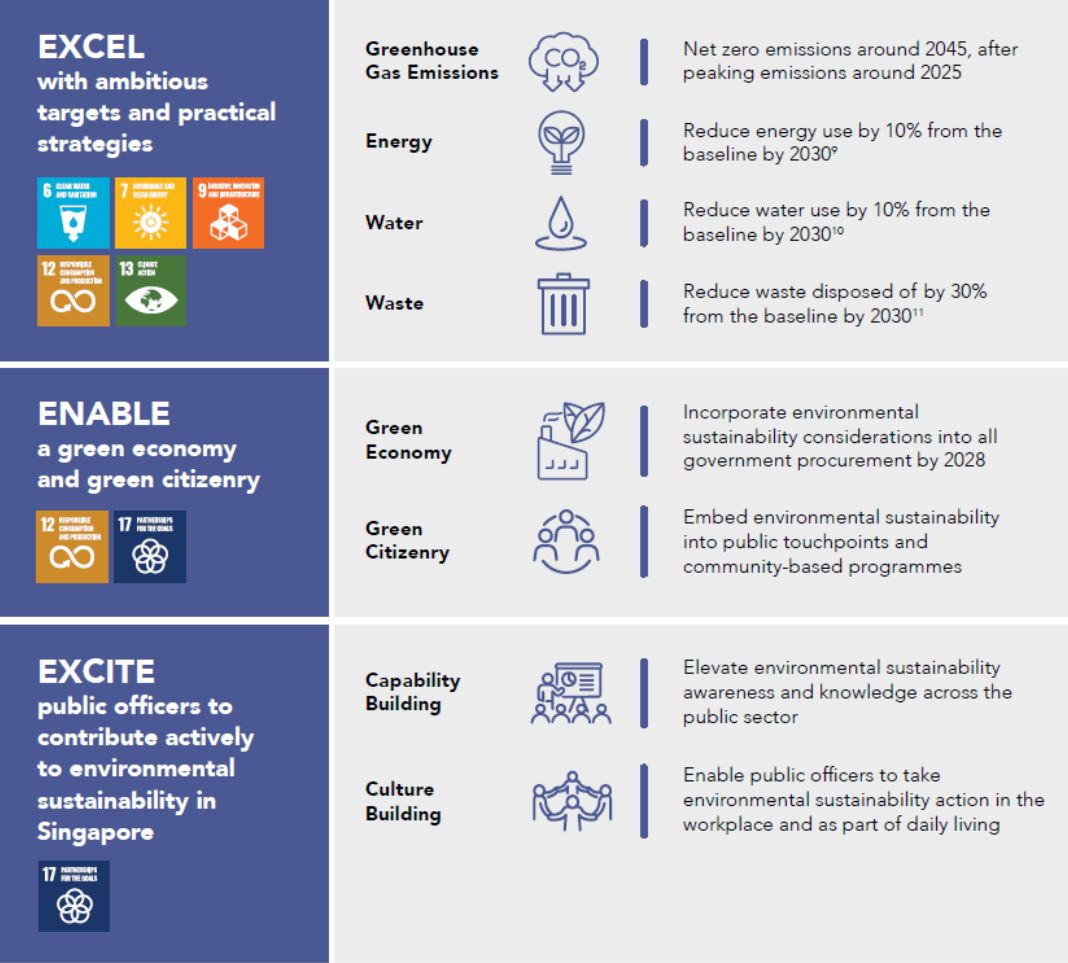 EXCEL
with ambitious
targets and practical
strategies
6 CLEAN WATER
AND SANITATION
7 AFFORDABLE AND
CLEAN ENERGY
9 INDUSTRY, INNOVATION
AND INFRASTRUCTURE
12 RESPONSIBLE
CONSUMPTION
AND PRODUCTION
13 CLIMATE
ACTION
Greenhouse
Gas Emissions
CO₂
Net zero emissions around 2045, after
peaking emissions around 2025
Energy
Reduce energy use by 10% from the
baseline by 2030⁹
Water
Reduce water use by 10% from the
baseline by 2030¹⁰
Waste
Reduce waste disposed of by 30%
from the baseline by 2030¹¹
ENABLE
a green economy
and green citizenry
12 RESPONSIBLE
CONSUMPTION
AND PRODUCTION
17 PARTNERSHIPS
FOR THE GOALS
Green
Economy
Incorporate environmental
sustainability considerations into all
government procurement by 2028
Green
Citizenry
Embed environmental sustainability
into public touchpoints and
community-based programmes
EXCITE
public officers to
contribute actively
to environmental
sustainability in
Singapore
17 PARTNERSHIPS
FOR THE GOALS
Capability
Building
Elevate environmental sustainability
awareness and knowledge across the
public sector
Culture
Building
Enable public officers to take
environmental sustainability action in the
workplace and as part of daily living